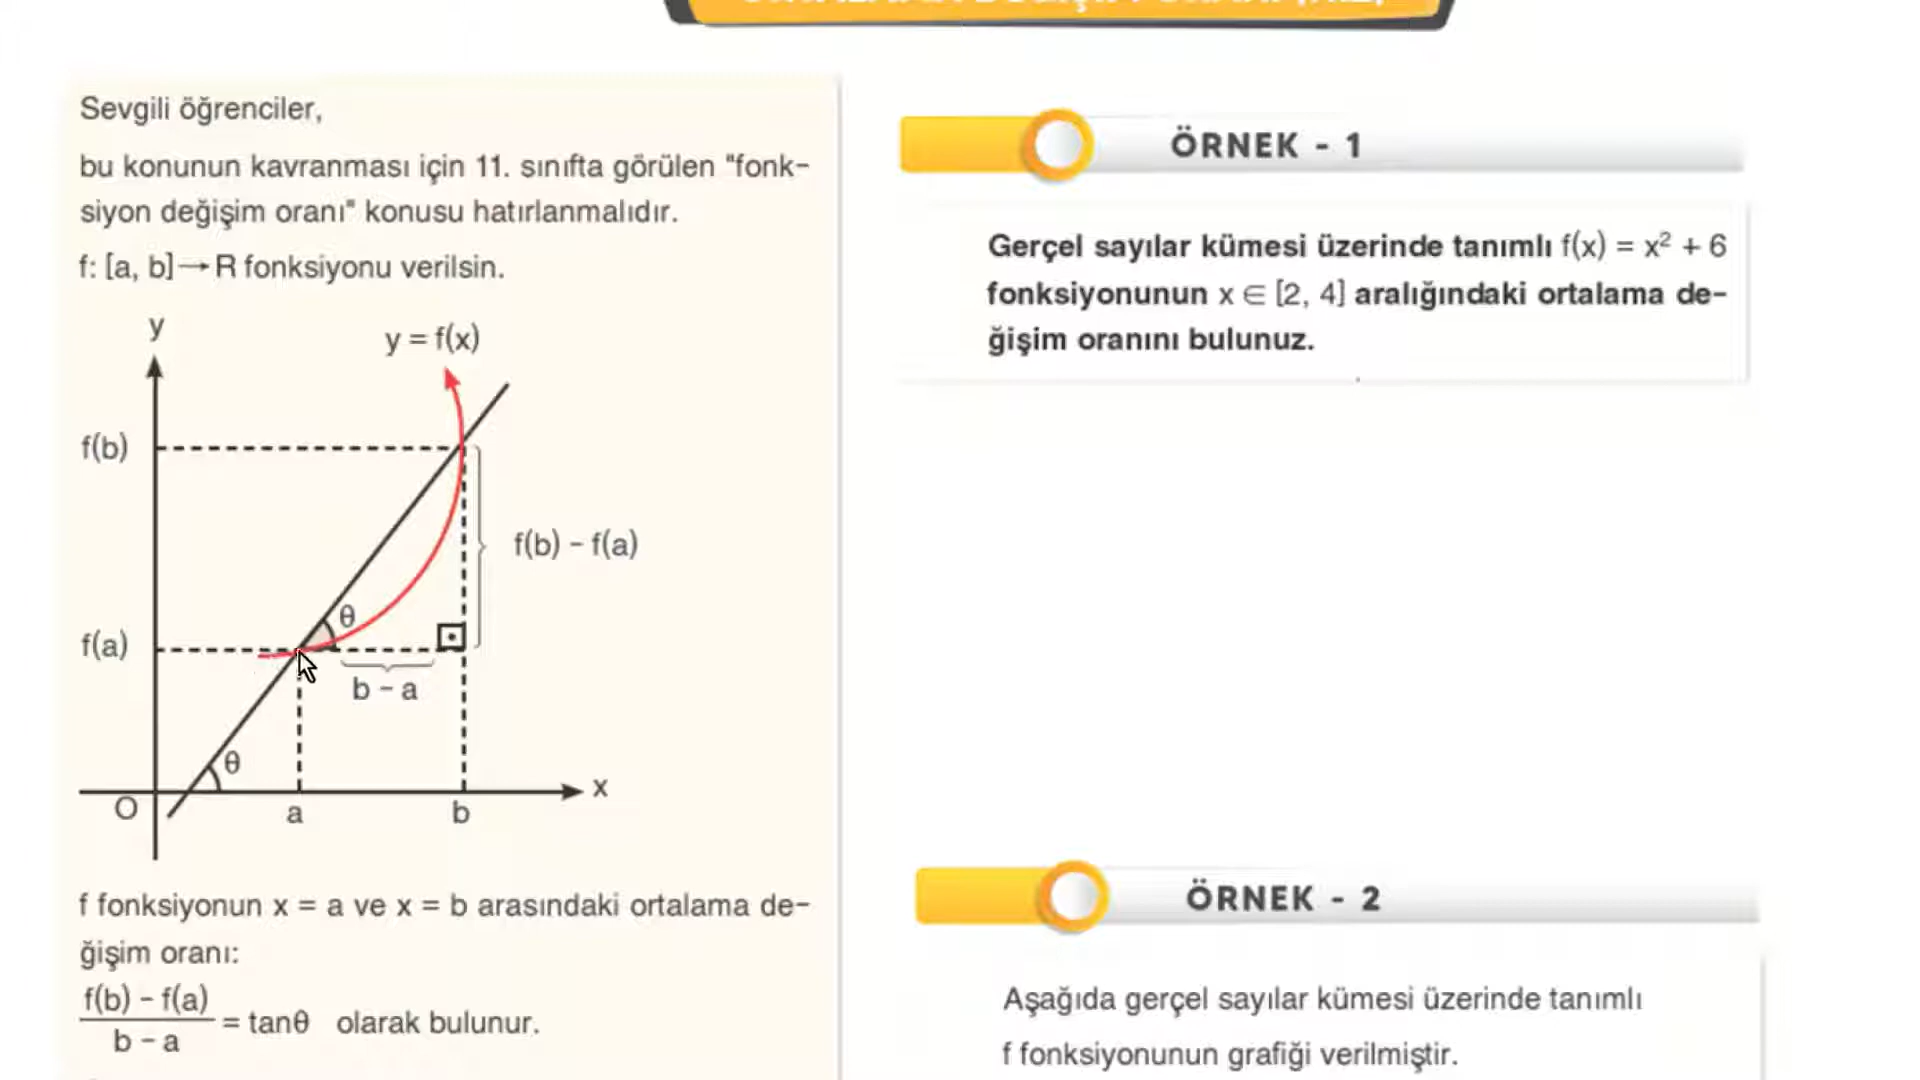 Sevgili öğrenciler,
bu konunun kavranması için 11. sınıfta görülen "fonk-
siyon değişim oranı" konusu hatırlanmalıdır.
f: [a, b]→R fonksiyonu verilsin.
y
y = f(x)
f(b)
f(b) - f(a)
θ
f(a)
b - a
θ
x
O
a
b
f fonksiyonun x = a ve x = b arasındaki ortalama de-
ğişim oranı:
f(b) - f(a)
b - a
= tanθ olarak bulunur.
ÖRNEK - 1
Gerçel sayılar kümesi üzerinde tanımlı f(x) = x² + 6
fonksiyonunun x ∈ [2, 4] aralığındaki ortalama de-
ğişim oranını bulunuz.
ÖRNEK - 2
Aşağıda gerçel sayılar kümesi üzerinde tanımlı
f fonksiyonunun grafiği verilmiştir.